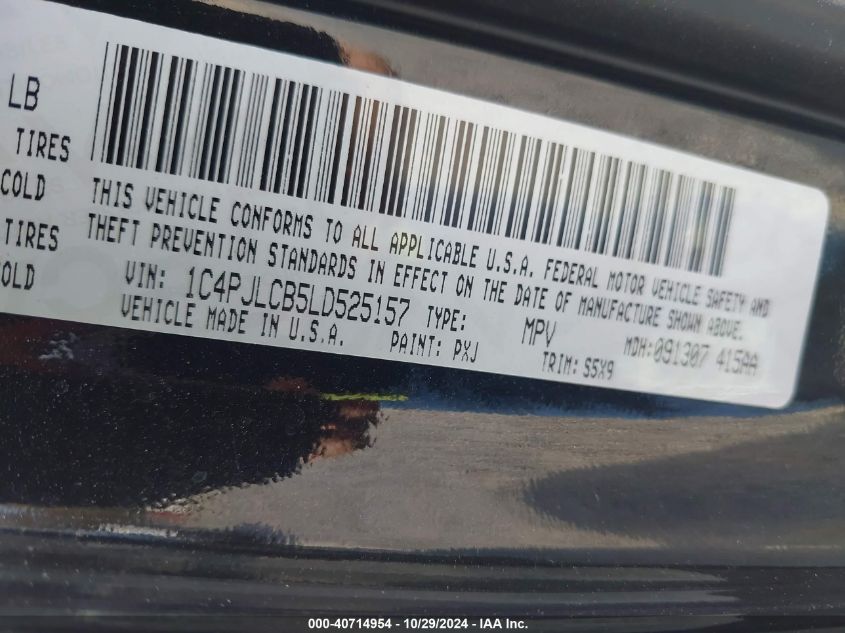 LB
TIRES
COLD
TIRES
COLD
THIS VEHICLE CONFORMS TO ALL APPLICABLE U.S.A. FEDERAL MOTOR VEHICLE SAFETY AND
THEFT PREVENTION STANDARDS IN EFFECT ON THE DATE OF MANUFACTURE SHOWN ABOVE.
VIN: 1C4PJLCB5LD525157 TYPE: MPV MDH:091307 415AA
VEHICLE MADE IN U.S.A. PAINT: PXJ TRIM: S5X9
000-40714954 / 10/29/2024 / IAA Inc.